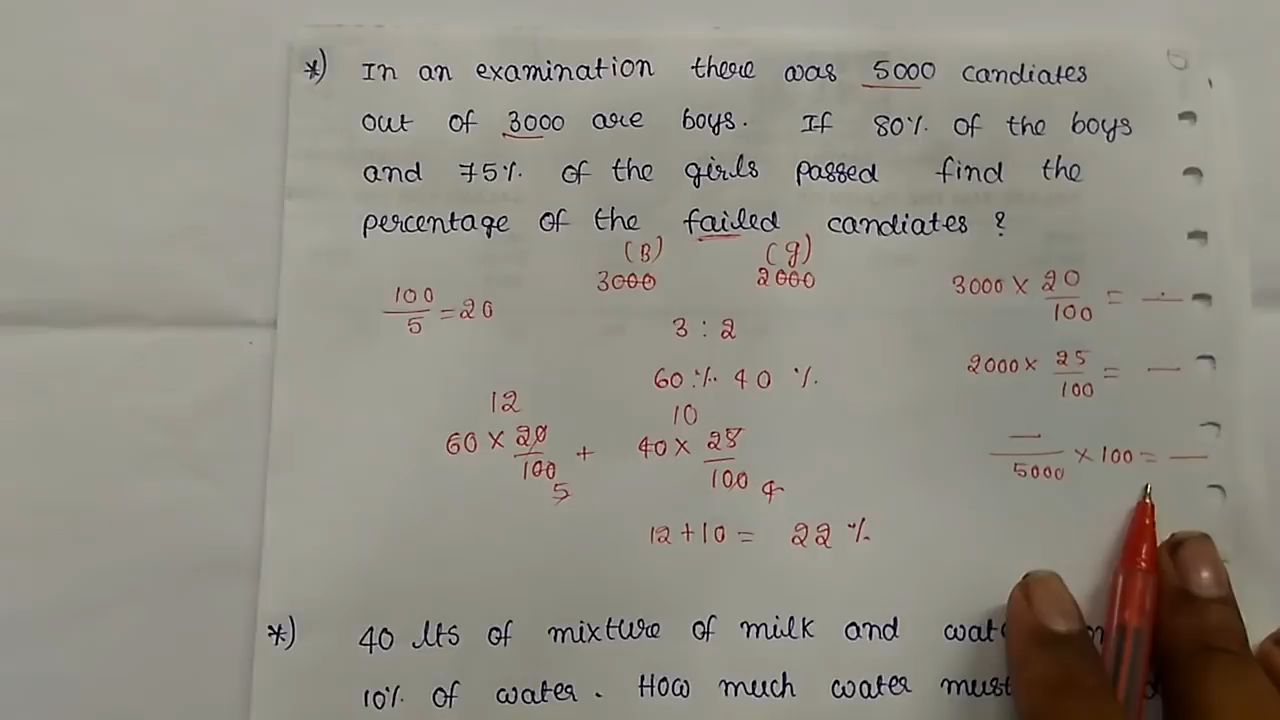 *) In an examination there was 5000 candiates
out of 3000 are boys. If 80% of the boys
and 75% of the girls passed find the
percentage of the failed candiates ?
(B) (g)
3000 2000
100/5 = 20
3 : 2
60 % 40 %
12 10
60 × 20/100 + 40 × 25/100
5 4
12 + 10 = 22 %
3000 × 20/100 = —
2000 × 25/100 = —
—/5000 × 100 = —
*) 40 lts of mixture of milk and
10% of water. How much water must